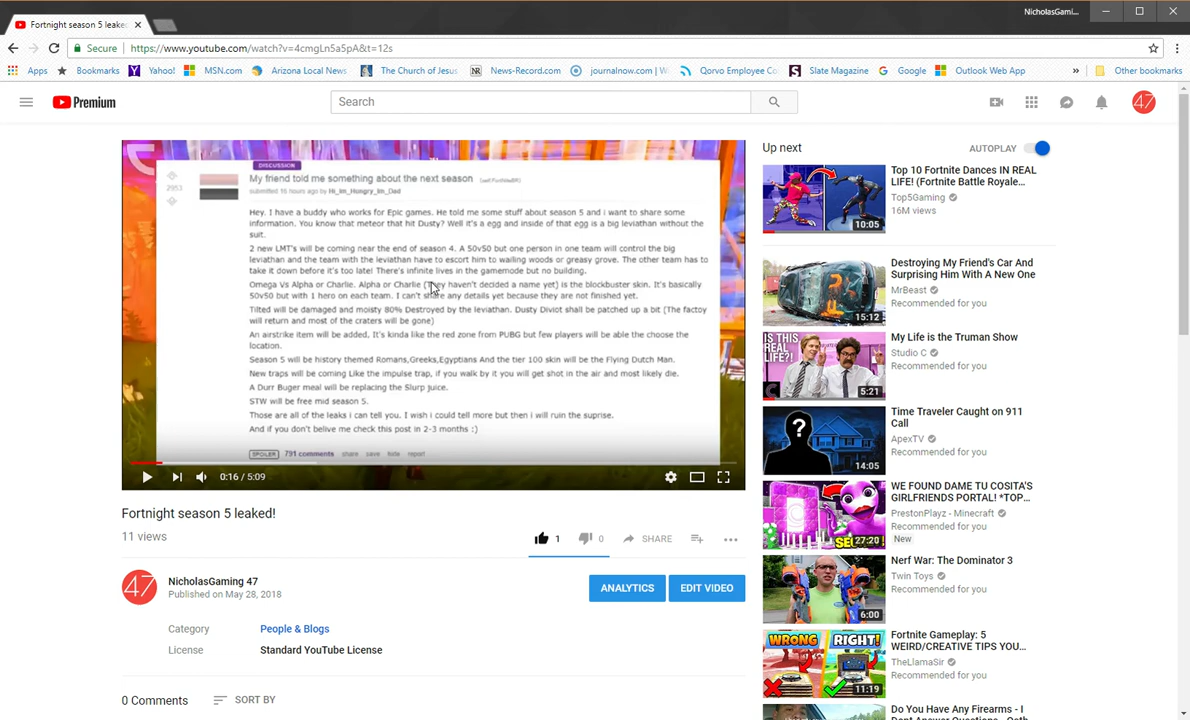 Fortnight season 5 leake
NicholasGami...
Secure
https://www.youtube.com/watch?v=4cmgLn5a5pA&t=12s
Apps
Bookmarks
Yahoo!
MSN.com
Arizona Local News
The Church of Jesus
News-Record.com
journalnow.com | W
Qorvo Employee Co
Slate Magazine
Google
Outlook Web App
»
Other bookmarks
Premium
Search
47
DISCUSSION
My friend told me something about the next season
2953
submitted 15 hours ago by Hi_Im_Hungry_Im_Dad
Hey. I have a buddy who works for Epic games. He told me some stuff about season 5 and i want to share some
information. You know that meteor that hit Dusty? Well it's a egg and inside of that egg is a big leviathan without the
suit.
2 new LMT's will be coming near the end of season 4. A 50v50 but one person in one team will control the big
leviathan and the team with the leviathan have to escort him to wailing woods or greasy grove. The other team has to
take it down before it's too late! There's infinite lives in the gamemode but no building.
Omega Vs Alpha or Charlie. Alpha or Charlie (They haven't decided a name yet) is the blockbuster skin. It's basically
50v50 but with 1 hero on each team. I can't share any details yet because they are not finished yet.
Tilted will be damaged and moisty 80% Destroyed by the leviathan. Dusty Diviot shall be patched up a bit (The factoy
will return and most of the craters will be gone)
An airstrike item will be added, It's kinda like the red zone from PUBG but few players will be able the choose the
location.
Season 5 will be history themed Romans,Greeks,Egyptians And the tier 100 skin will be the Flying Dutch Man.
New traps will be coming Like the impulse trap, if you walk by it you will get shot in the air and most likely die.
A Durr Buger meal will be replacing the Slurp juice.
STW will be free mid season 5.
Those are all of the leaks i can tell you. I wish i could tell more but then i will ruin the suprise.
And if you don't belive me check this post in 2-3 months :)
SPOILER 791 comments share save hide report
0:16 / 5:09
Fortnight season 5 leaked!
11 views
1
0
SHARE
47
NicholasGaming 47
Published on May 28, 2018
ANALYTICS
EDIT VIDEO
Category People & Blogs
License Standard YouTube License
0 Comments
SORT BY
Up next
AUTOPLAY
10:05
Top 10 Fortnite Dances IN REAL
LIFE! (Fortnite Battle Royale...
Top5Gaming
16M views
15:12
Destroying My Friend's Car And
Surprising Him With A New One
MrBeast
Recommended for you
IS THIS
REAL
LIFE?!
5:21
My Life is the Truman Show
Studio C
Recommended for you
?
14:05
Time Traveler Caught on 911
Call
ApexTV
Recommended for you
27:20
WE FOUND DAME TU COSITA'S
GIRLFRIENDS PORTAL! *TOP...
PrestonPlayz - Minecraft
Recommended for you
New
6:00
Nerf War: The Dominator 3
Twin Toys
Recommended for you
WRONG
RIGHT!
11:19
Fortnite Gameplay: 5
WEIRD/CREATIVE TIPS YOU...
TheLlamaSir
Recommended for you
Do You Have Any Firearms - I